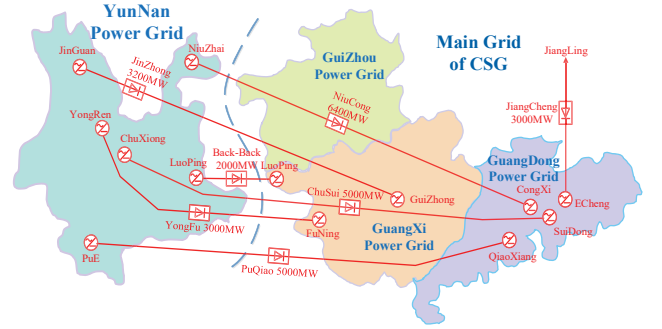 YunNan
Power Grid
JinGuan
NiuZhai
JinZhong
3200MW
GuiZhou
Power Grid
Main Grid
of CSG
JiangLing
NiuCong
6400MW
JiangCheng
3000MW
YongRen
ChuXiong
Back-Back
2000MW
LuoPing
LuoPing
GuangDong
Power Grid
ChuSui 5000MW
GuiZhong
CongXi
ECheng
YongFu 3000MW
FuNing
GuangXi
Power Grid
SuiDong
PuE
QiaoXiang
PuQiao 5000MW